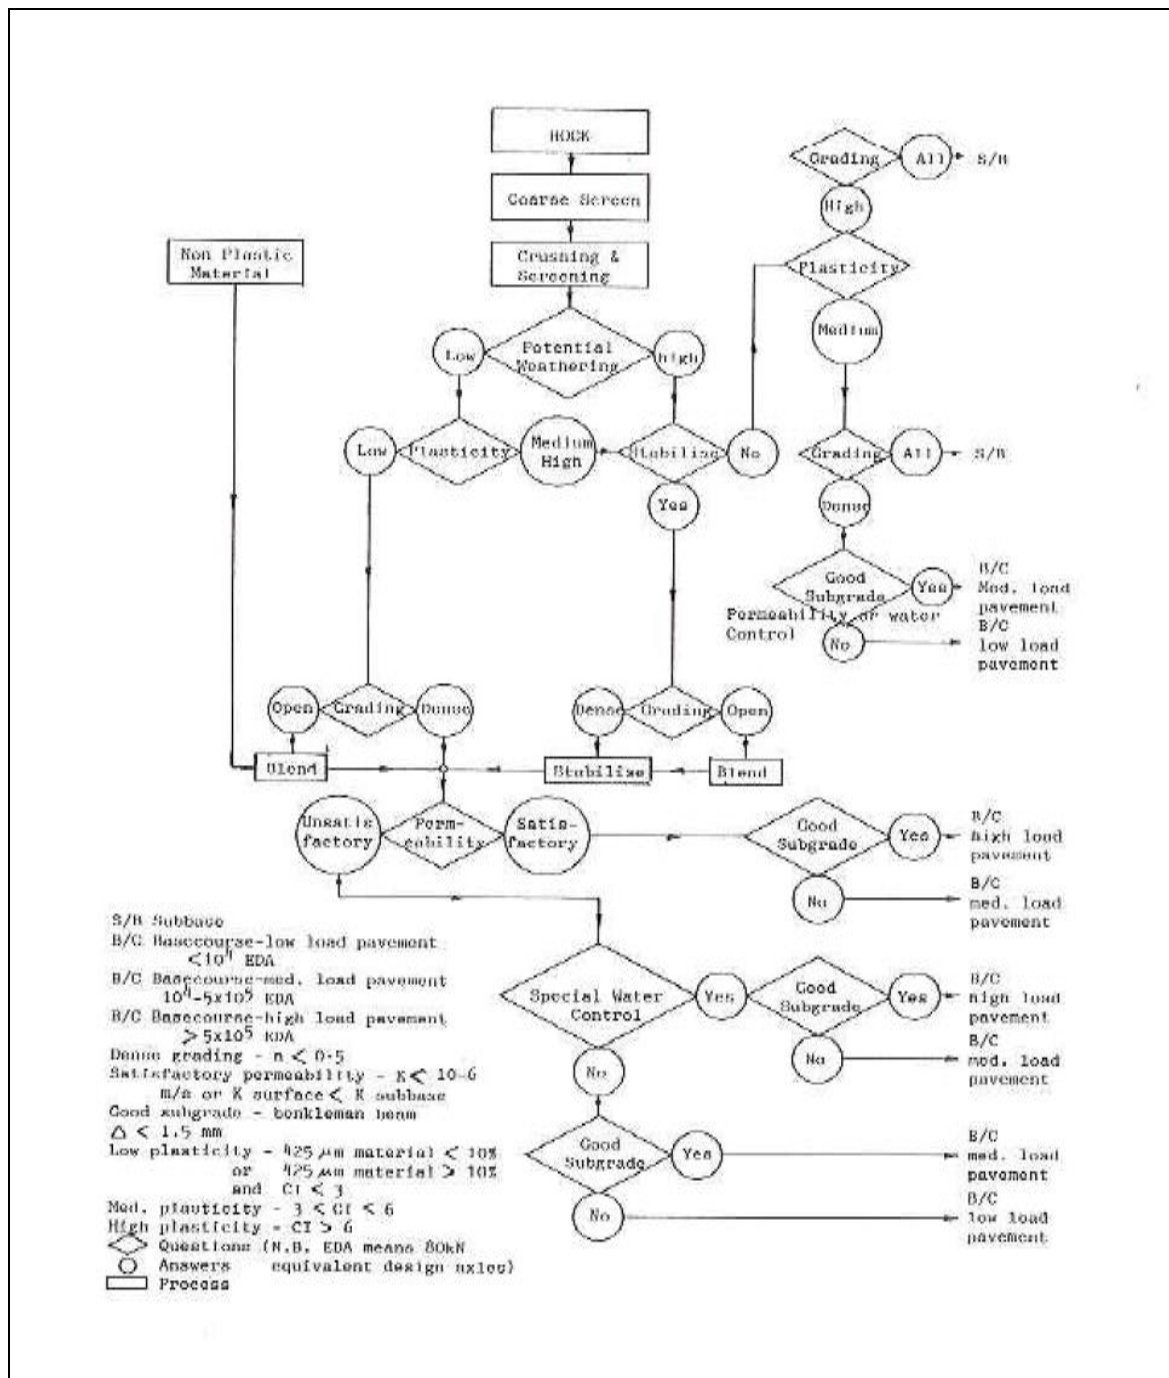 ROCK
Coarse Screen
Crushing &
Screening
Non Plastic
Material
Potential
Weathering
Low
high
Low
Plasticity
Medium
High
Stabilise
No
Yes
Grading
All
S/B
High
Plasticity
Medium
Grading
All
S/B
Dense
Good
Subgrade
Permeability or water
Control
Yes
B/C
Med. load
pavement
No
B/C
low load
pavement
Open
Grading
Dense
Dense
Grading
Open
Blend
Stabilise
Blend
Unsatis
factory
Perm-
eability
Satis-
factory
Good
Subgrade
Yes
B/C
high load
pavement
No
B/C
med. load
pavement
Special Water
Control
Yes
Good
Subgrade
Yes
B/C
high load
pavement
No
B/C
med. load
pavement
No
Good
Subgrade
Yes
B/C
med. load
pavement
No
B/C
low load
pavement
S/B Subbase
B/C Basecourse-low load pavement
<10⁴ EDA
B/C Basecourse-med. load pavement
10⁴-5x10⁵ EDA
B/C Basecourse-high load pavement
> 5x10⁵ EDA
Dense grading - n < 0.5
Satisfactory permeability - K < 10-6
m/s or K surface < K subbase
Good subgrade - benkleman beam
Δ < 1.5 mm
Low plasticity - 425 μm material < 10%
or 425 μm material > 10%
and CI < 3
Med. plasticity - 3 < CI < 6
High plasticity - CI > 6
Questions (N.B. EDA means 80kN
Answers equivalent design axles)
Process